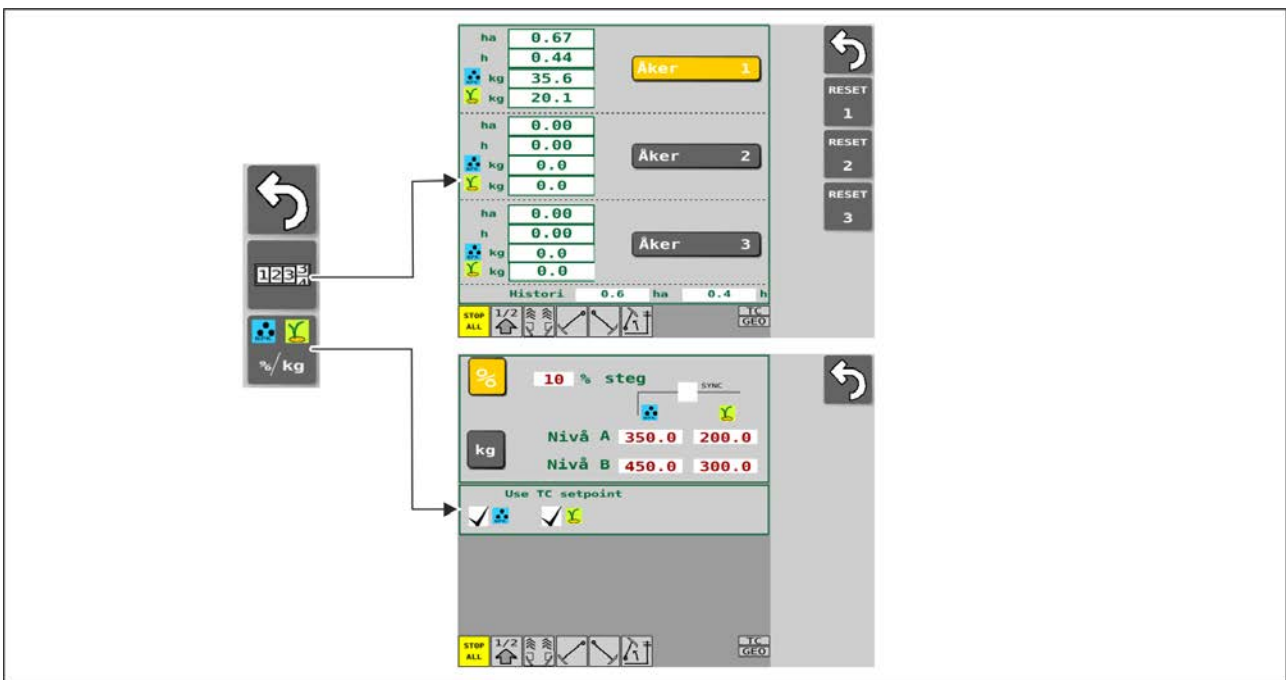 ha 0.67
h 0.44
kg 35.6
kg 20.1
Åker 1
ha 0.00
h 0.00
kg 0.0
kg 0.0
Åker 2
ha 0.00
h 0.00
kg 0.0
kg 0.0
Åker 3
Histori 0.6 ha 0.4 h
STOP ALL
1/2
TC
GEO
RESET
1
RESET
2
RESET
3
1233
4
%/kg
%
10 % steg
SYNC
kg
Nivå A 350.0 200.0
Nivå B 450.0 300.0
Use TC setpoint
STOP ALL
1/2
TC
GEO